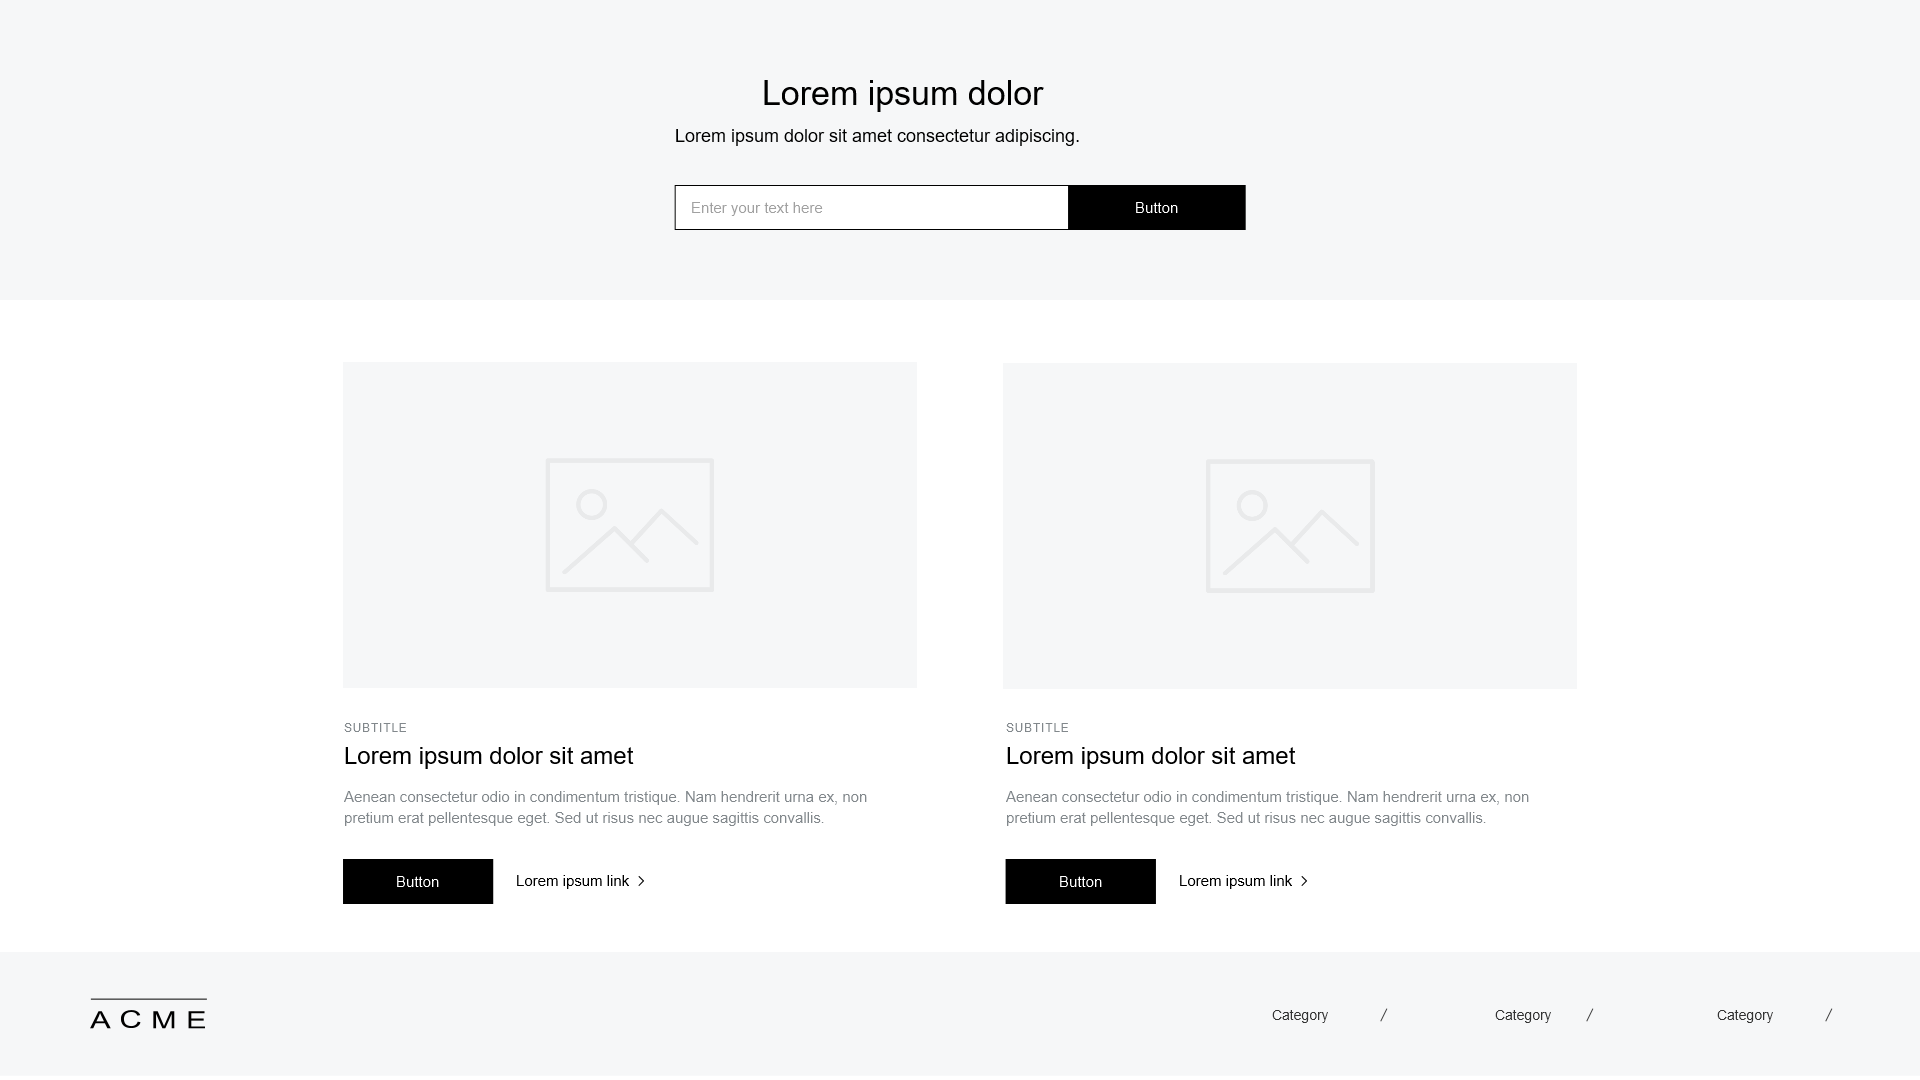 Lorem ipsum dolor
Lorem ipsum dolor sit amet consectetur adipiscing.
Enter your text here
Button
SUBTITLE
Lorem ipsum dolor sit amet
Aenean consectetur odio in condimentum tristique. Nam hendrerit urna ex, non
pretium erat pellentesque eget. Sed ut risus nec augue sagittis convallis.
Button
Lorem ipsum link >
SUBTITLE
Lorem ipsum dolor sit amet
Aenean consectetur odio in condimentum tristique. Nam hendrerit urna ex, non
pretium erat pellentesque eget. Sed ut risus nec augue sagittis convallis.
Button
Lorem ipsum link >
ACME
Category / Category / Category /